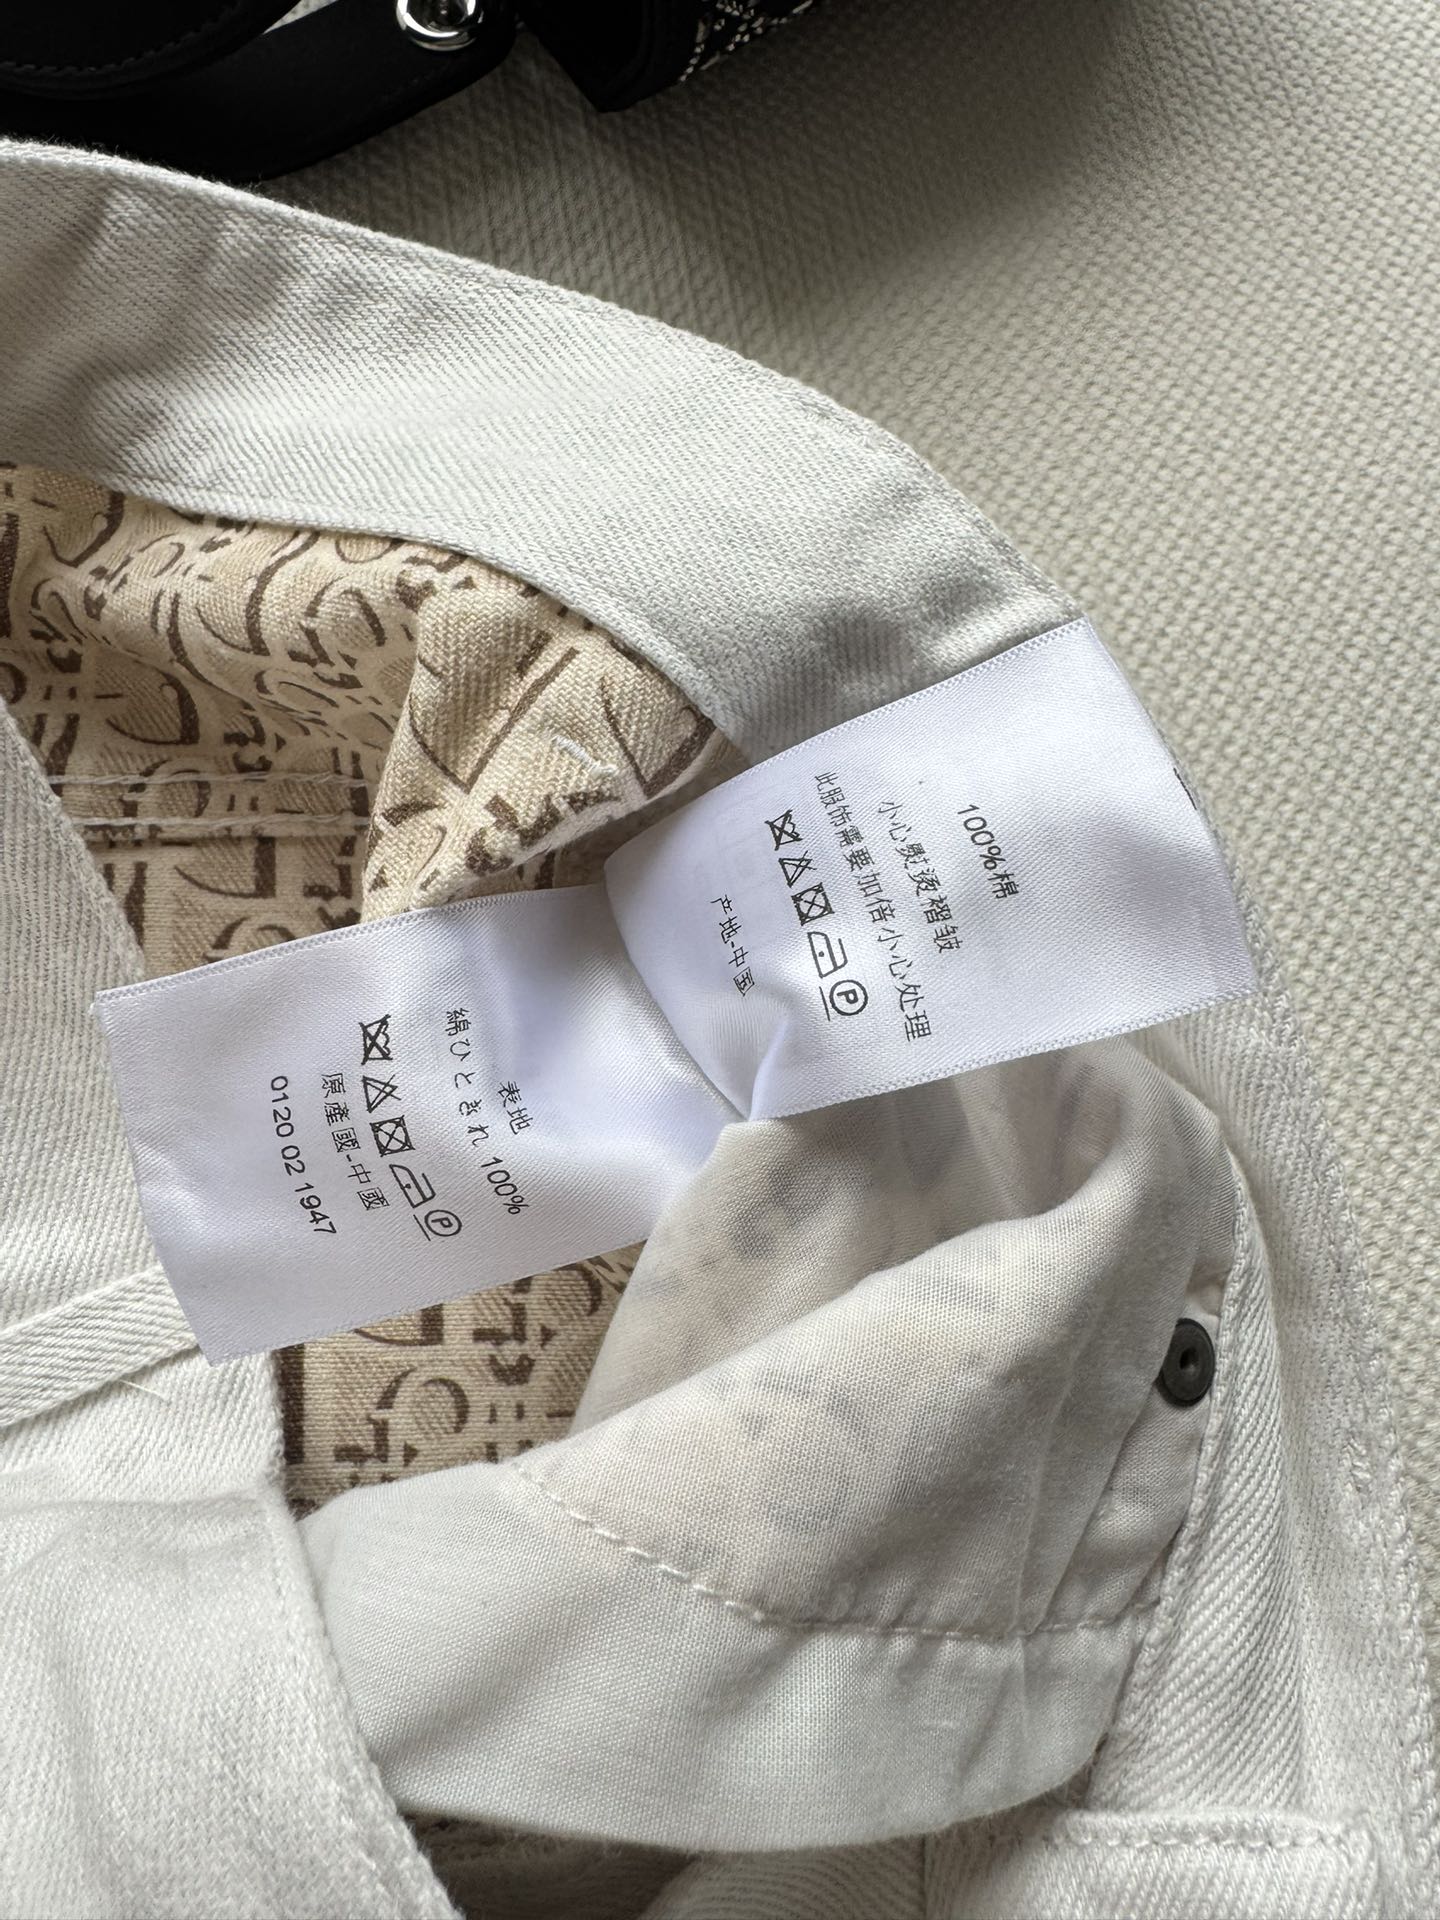 100%棉
小心熨烫褶皱
此服饰需要加倍小心处理
产地-中国
表地
綿ひとぎれ 100%
原產國-中國
0120 02 1947